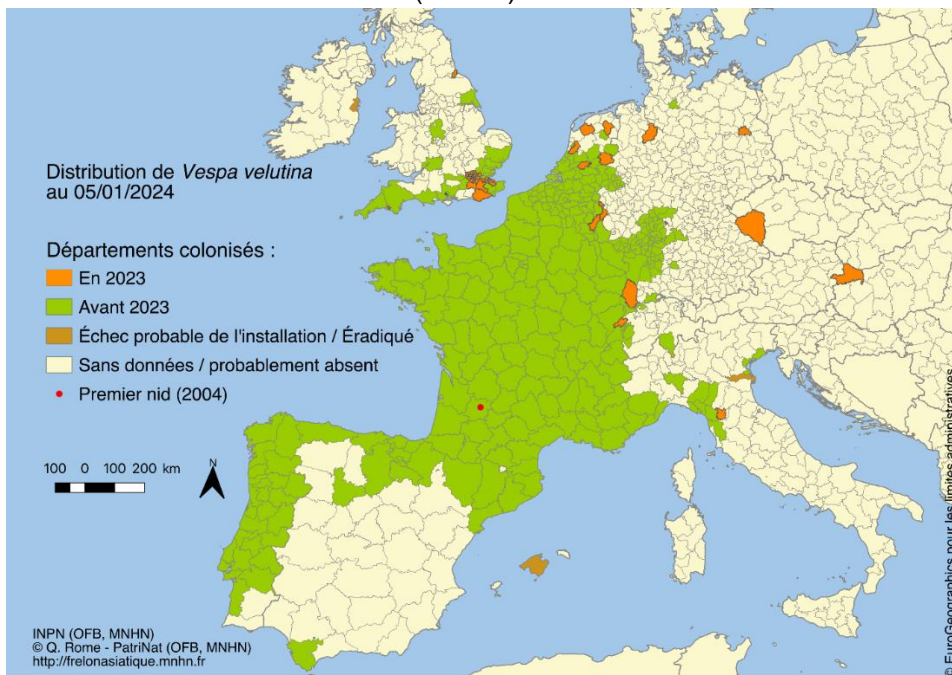 Distribution de Vespa velutina
au 05/01/2024
Départements colonisés :
En 2023
Avant 2023
Échec probable de l'installation / Éradiqué
Sans données / probablement absent
Premier nid (2004)
100 0 100 200 km
N
INPN (OFB, MNHN)
© Q. Rome - PatriNat (OFB, MNHN)
http://frelonasiatique.mnhn.fr
© EuroGeographics pour les limites administratives